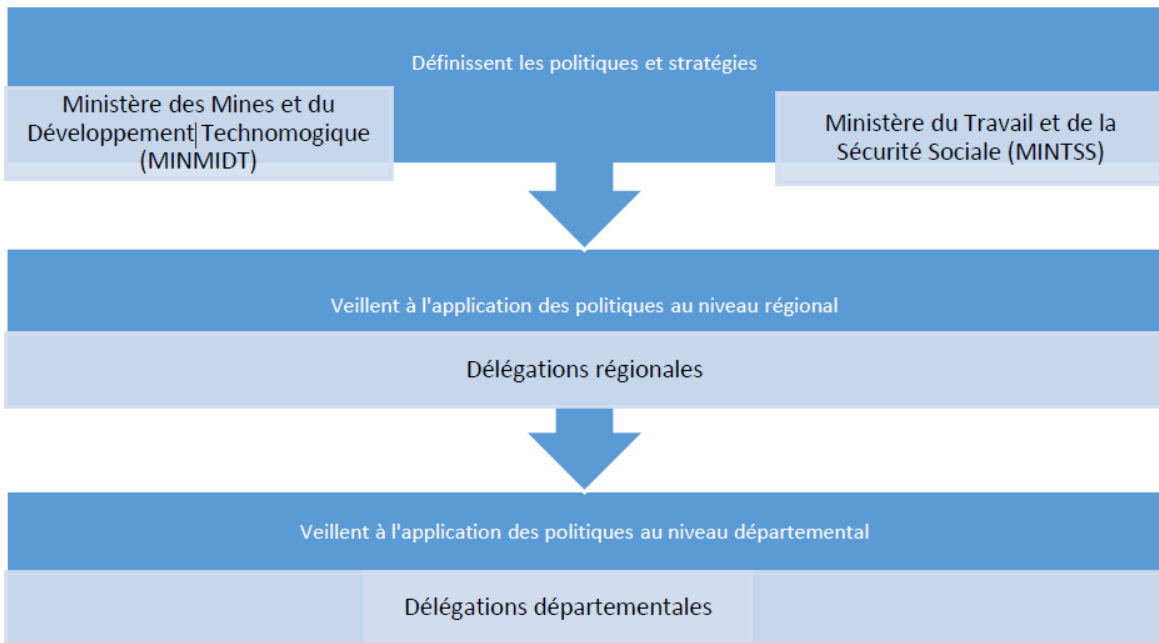 Définissent les politiques et stratégies
Ministère des Mines et du
Développement Technomogique
(MINMIDT)
Ministère du Travail et de la
Sécurité Sociale (MINTSS)
Veillent à l'application des politiques au niveau régional
Délégations régionales
Veillent à l'application des politiques au niveau départemental
Délégations départementales